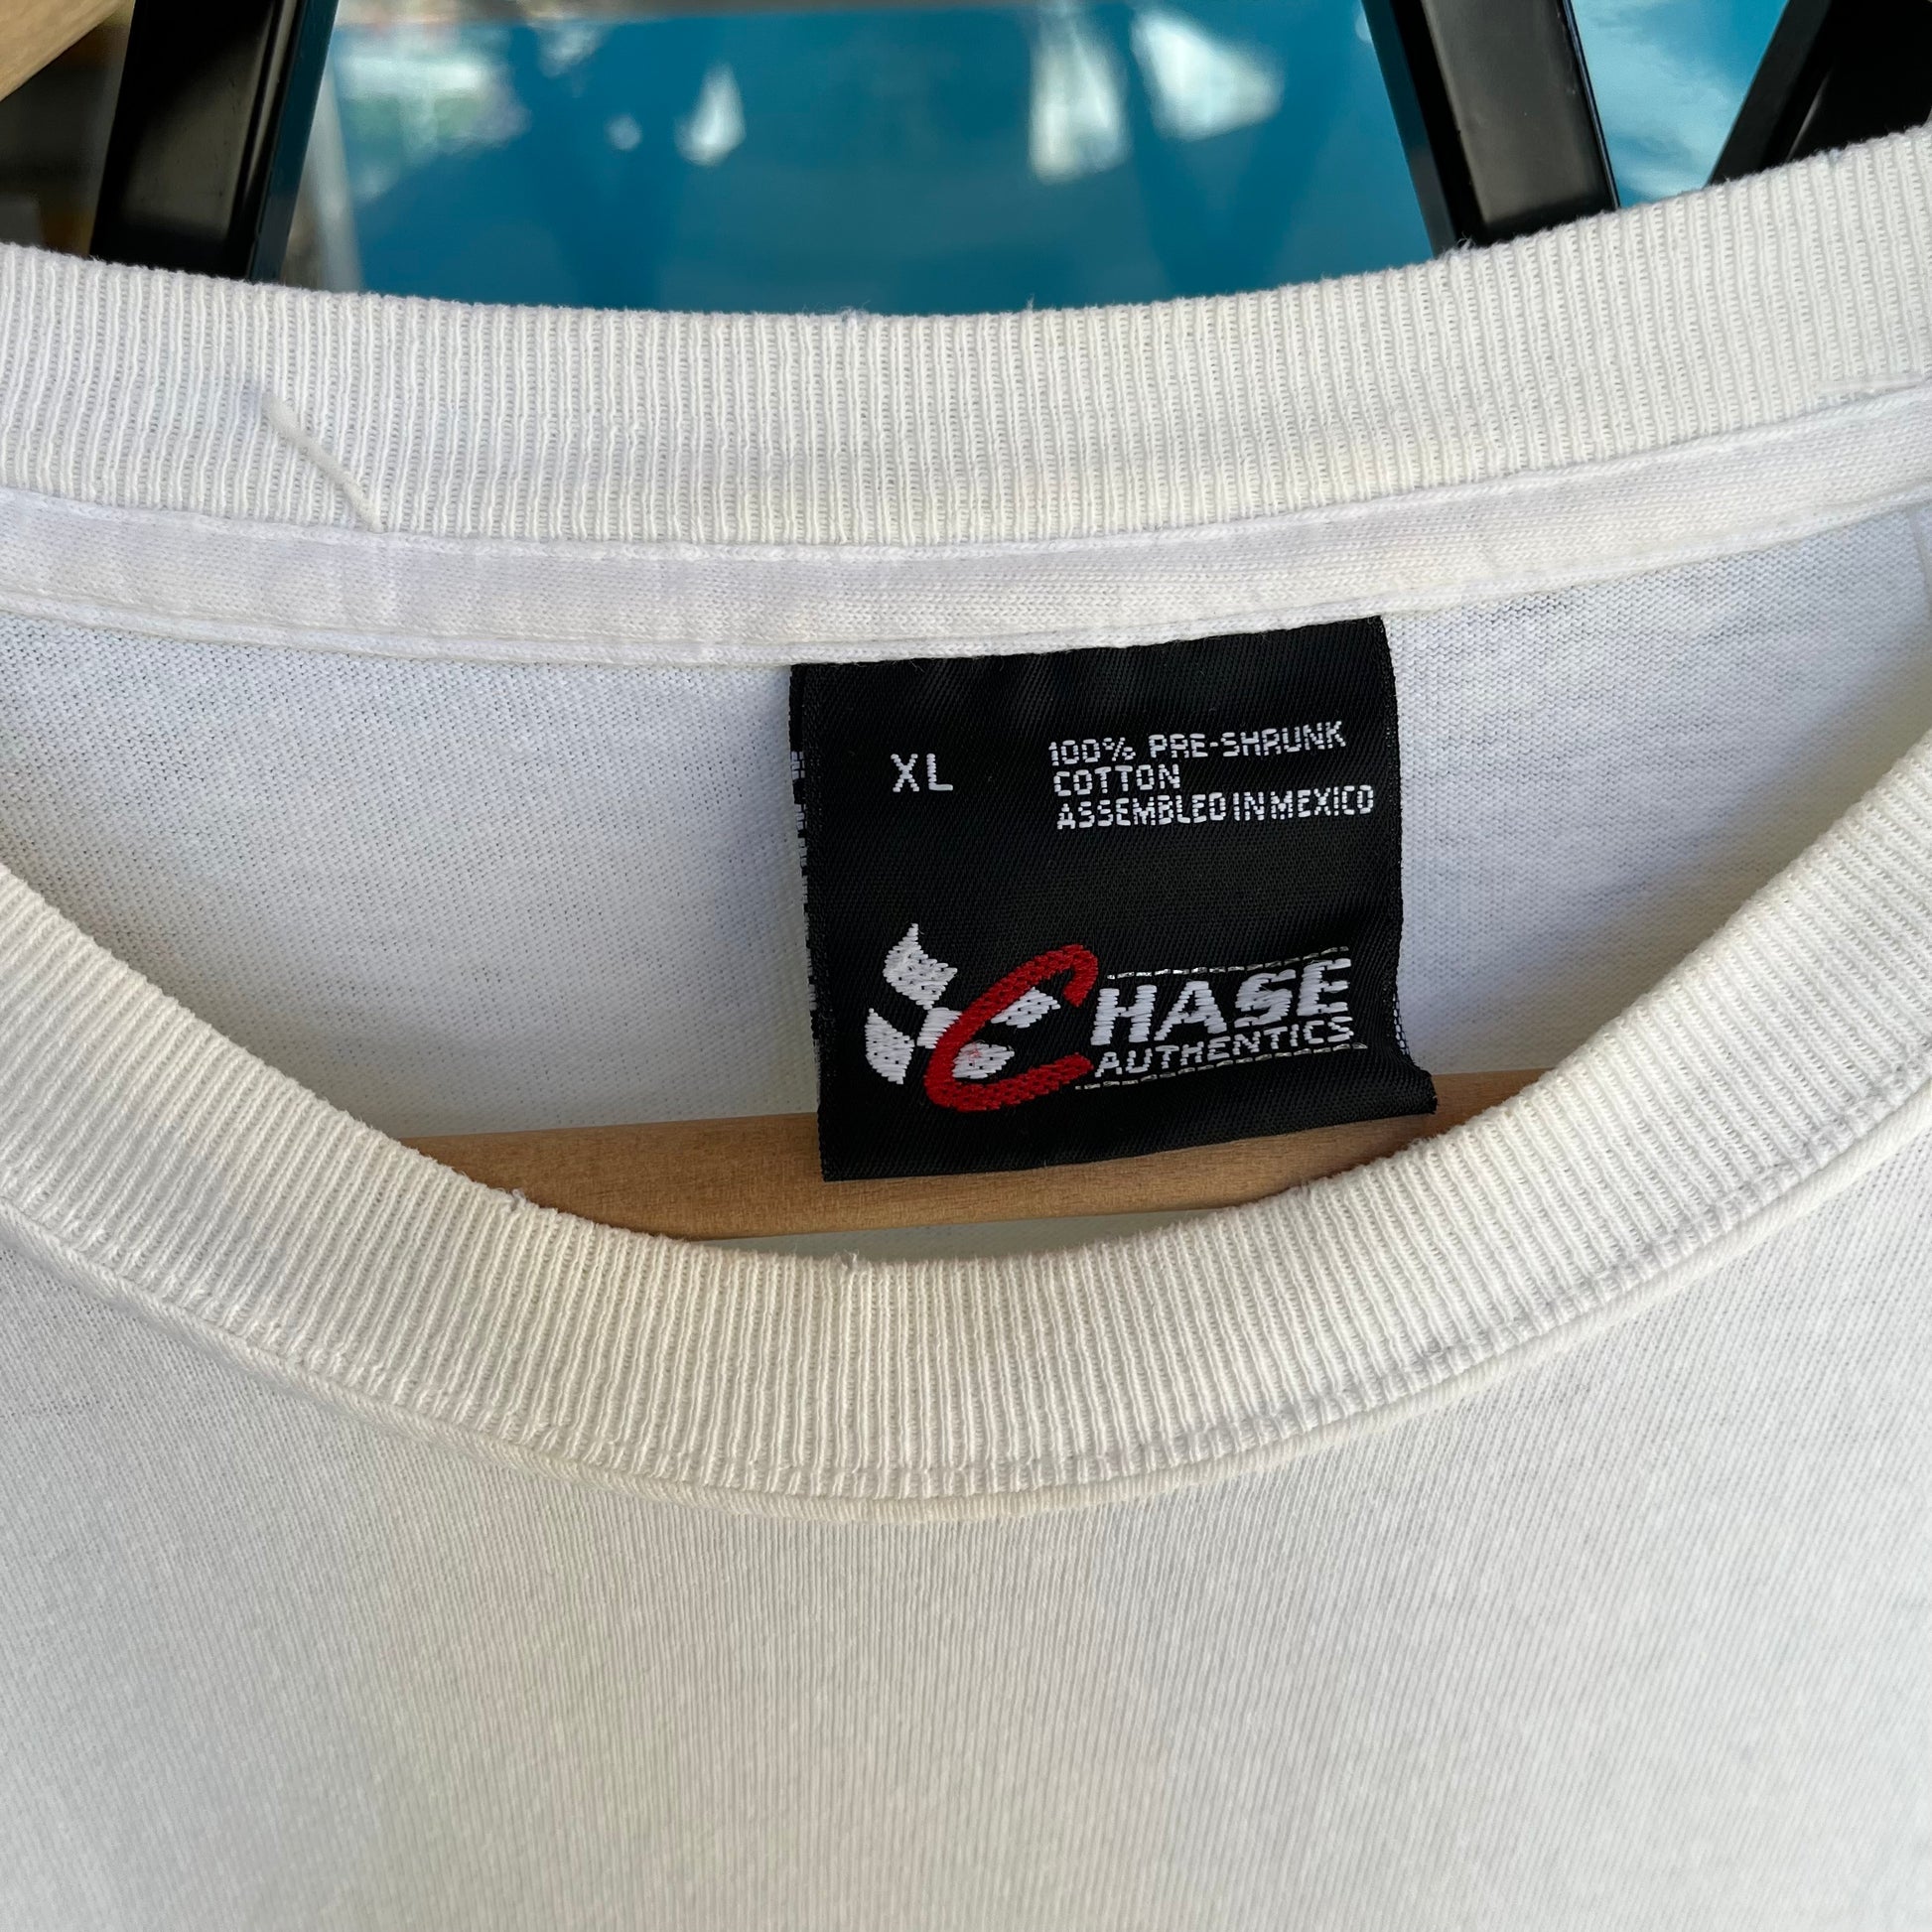 XL
100% PRE-SHRUNK
COTTON
ASSEMBLED IN MEXICO
CHASE
AUTHENTICS